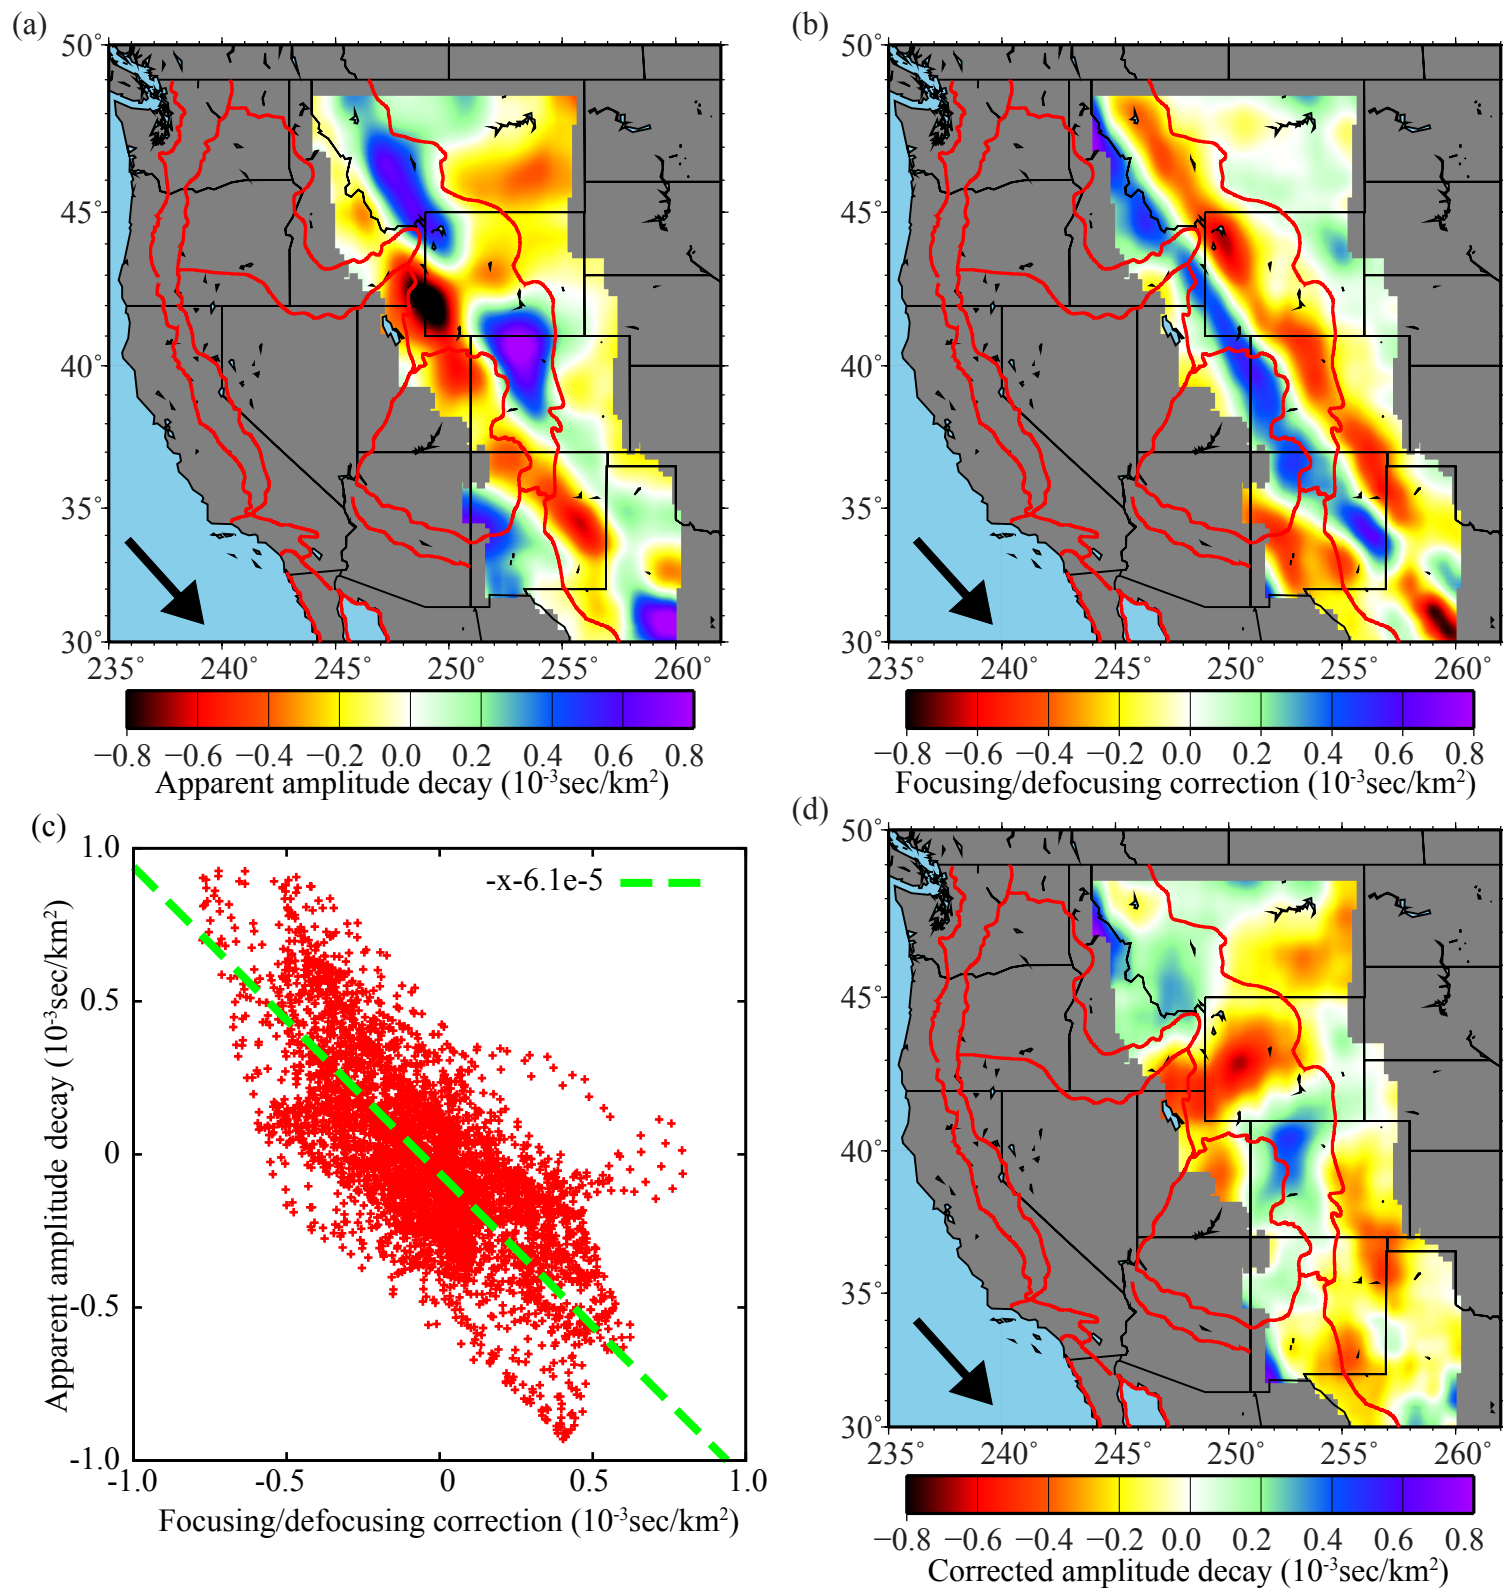 (a)
50°
45°
40°
35°
30°
235° 240° 245° 250° 255° 260°
−0.8 −0.6 −0.4 −0.2 0.0 0.2 0.4 0.6 0.8
Apparent amplitude decay (10⁻³sec/km²)
(b)
50°
45°
40°
35°
30°
235° 240° 245° 250° 255° 260°
−0.8 −0.6 −0.4 −0.2 0.0 0.2 0.4 0.6 0.8
Focusing/defocusing correction (10⁻³sec/km²)
(c)
-x-6.1e-5
Apparent amplitude decay (10⁻³sec/km²)
1.0
0.5
0
-0.5
-1.0
-1.0 -0.5 0 0.5 1.0
Focusing/defocusing correction (10⁻³sec/km²)
(d)
50°
45°
40°
35°
30°
235° 240° 245° 250° 255° 260°
−0.8 −0.6 −0.4 −0.2 0.0 0.2 0.4 0.6 0.8
Corrected amplitude decay (10⁻³sec/km²)